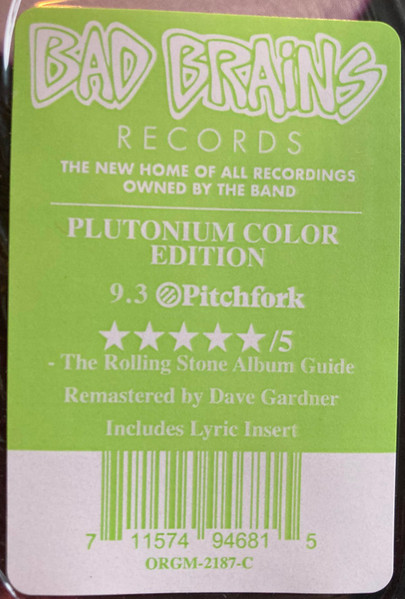 BAD BRAINS
RECORDS
THE NEW HOME OF ALL RECORDINGS
OWNED BY THE BAND
PLUTONIUM COLOR
EDITION
9.3 Pitchfork
★★★★★/5
- The Rolling Stone Album Guide
Remastered by Dave Gardner
Includes Lyric Insert
7 11574 94681 5
ORGM-2187-C